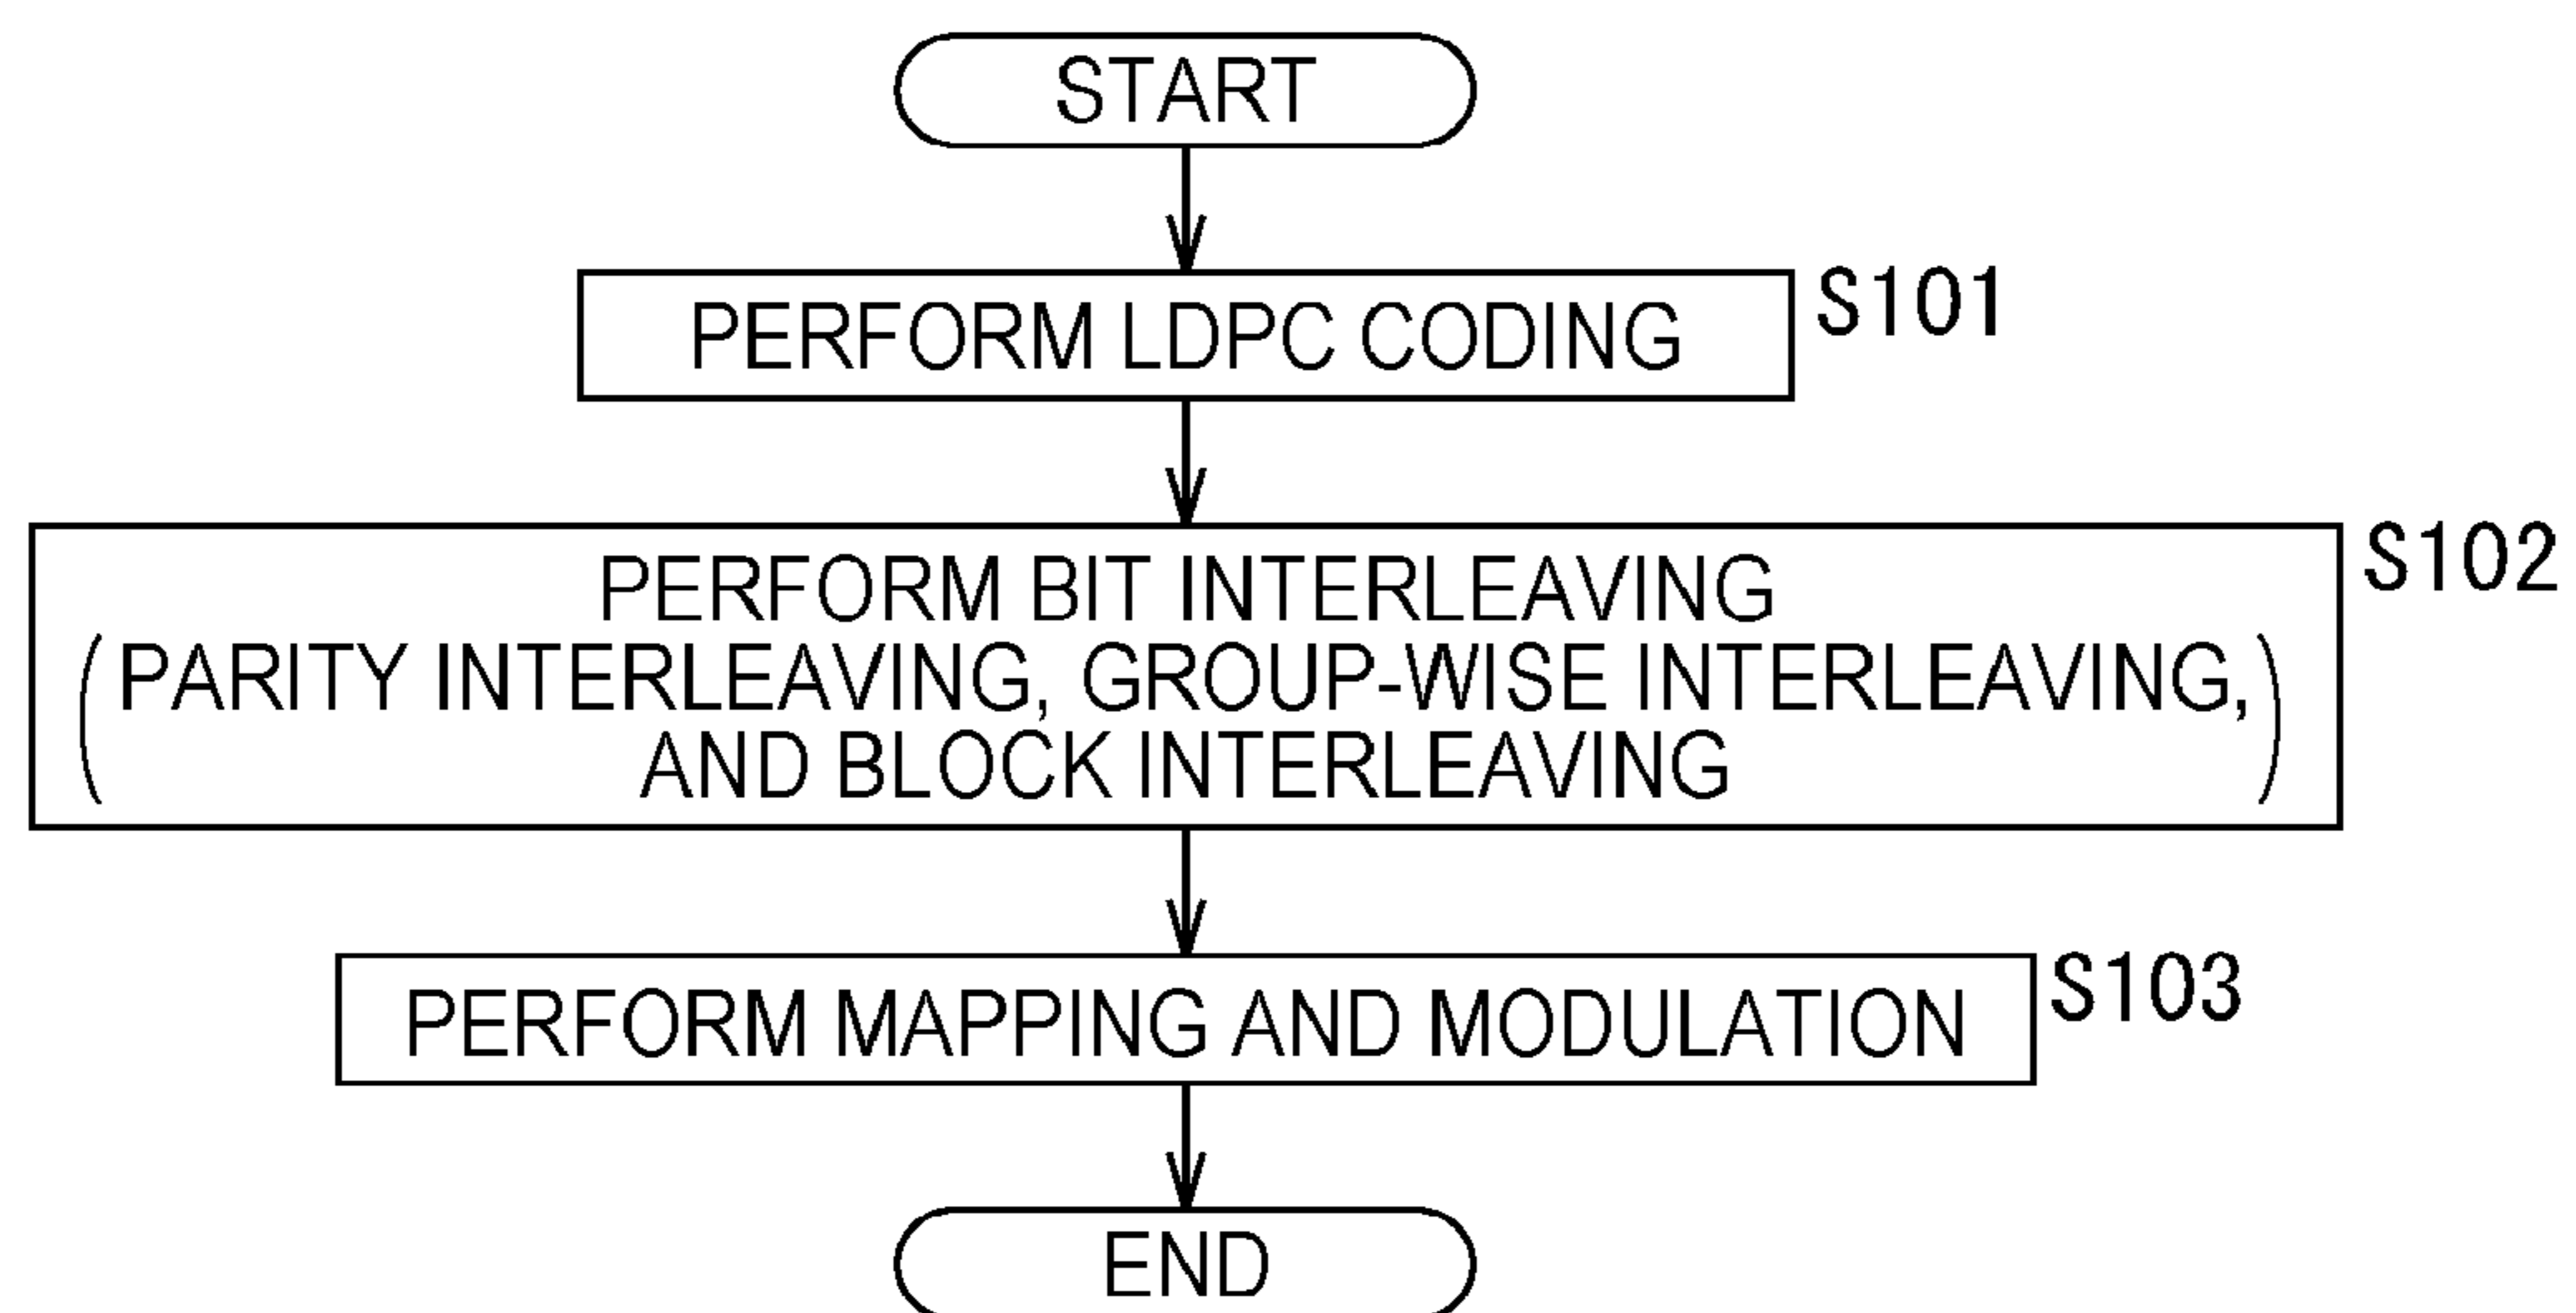 START
PERFORM LDPC CODING
S101
PERFORM BIT INTERLEAVING
S102
(PARITY INTERLEAVING, GROUP-WISE INTERLEAVING,
AND BLOCK INTERLEAVING)
PERFORM MAPPING AND MODULATION
S103
END